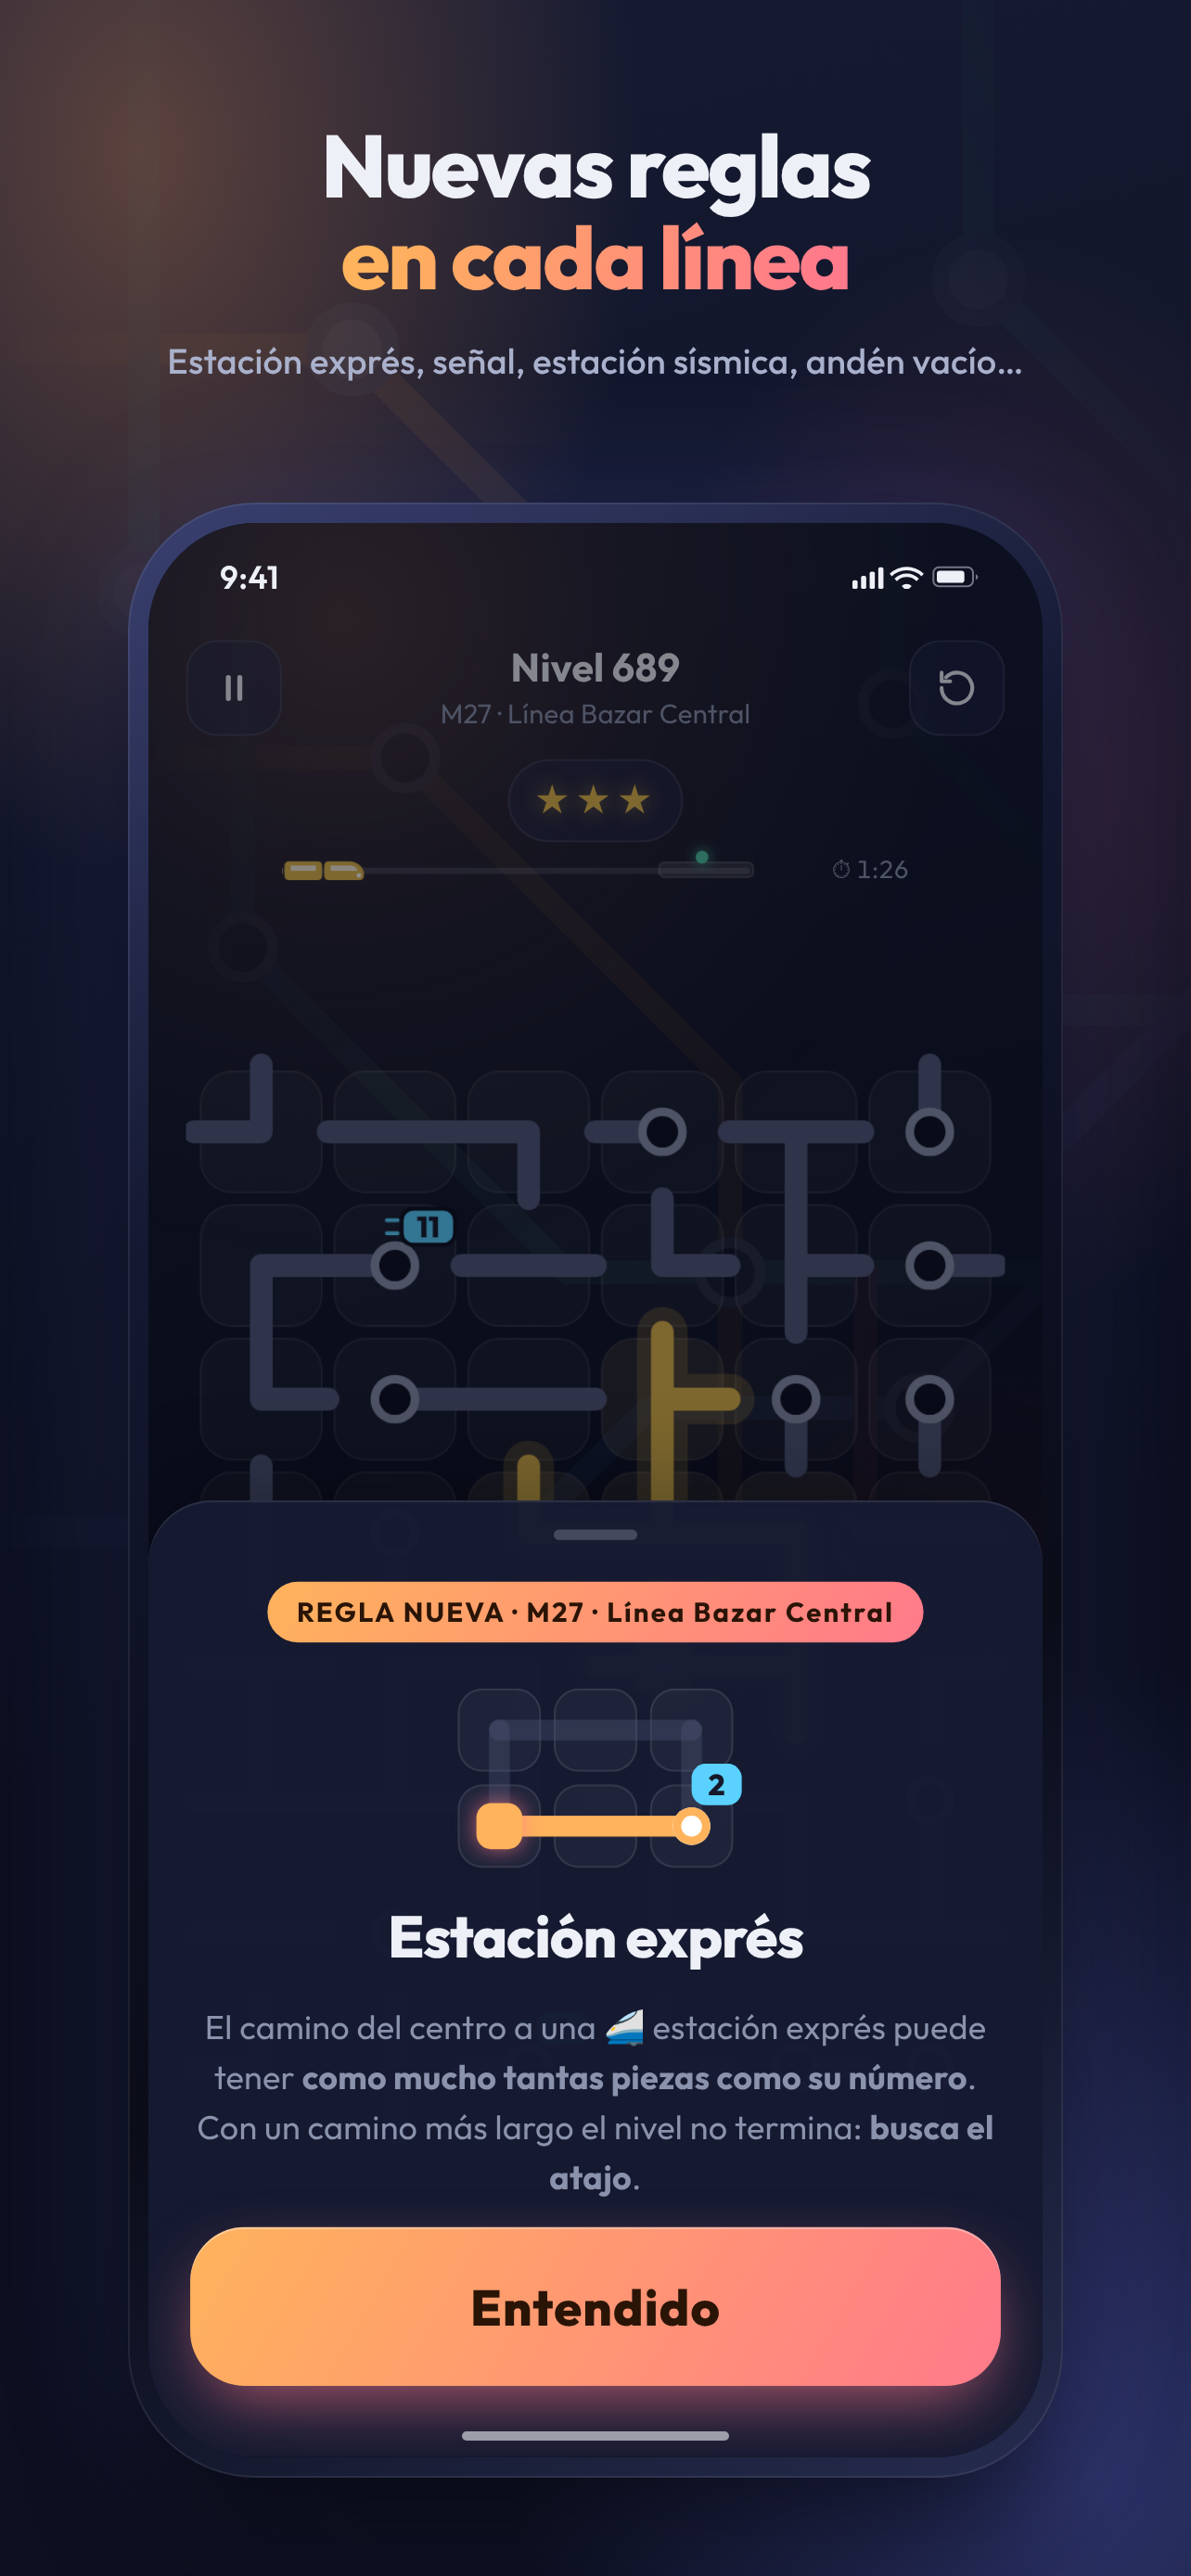 Nuevas reglas
en cada línea
Estación exprés, señal, estación sísmica, andén vacío...
9:41
Nivel 689
M27 · Línea Bazar Central
★ ★ ★
⏱ 1:26
11
REGLA NUEVA · M27 · Línea Bazar Central
2
Estación exprés
El camino del centro a una 🚄 estación exprés puede
tener como mucho tantas piezas como su número.
Con un camino más largo el nivel no termina: busca el
atajo.
Entendido